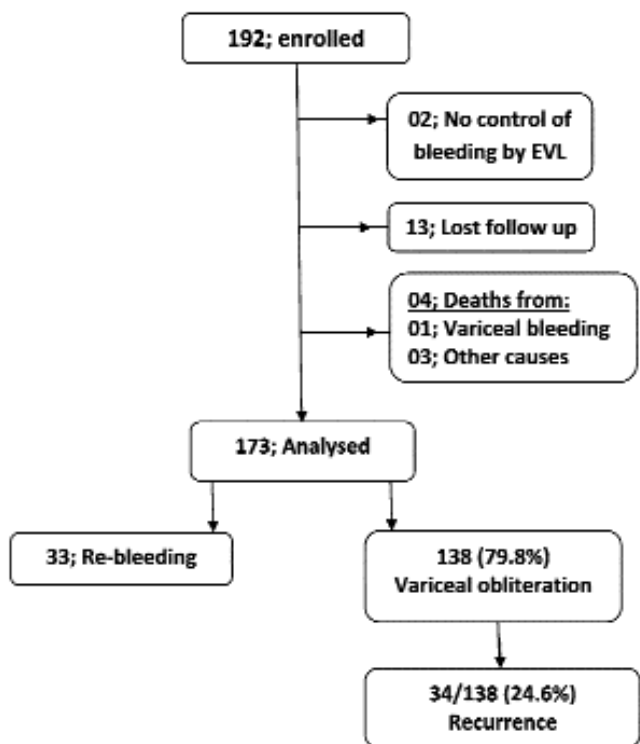 192; enrolled
02; No control of
bleeding by EVL
13; Lost follow up
04; Deaths from:
01; Variceal bleeding
03; Other causes
173; Analysed
33; Re-bleeding
138 (79.8%)
Variceal obliteration
34/138 (24.6%)
Recurrence